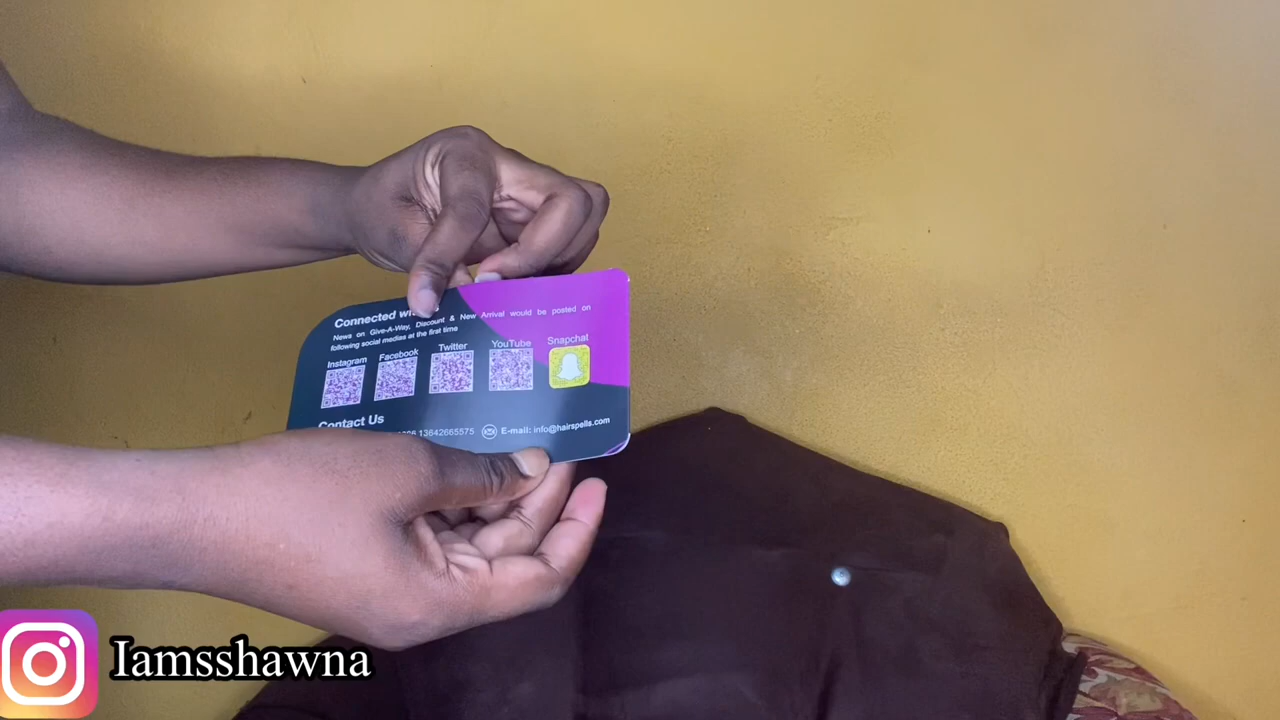 Connected
News on Give-A-Way, Discount & New Arrival would be posted on
following social medias at the first time
Instagram Facebook Twitter YouTube Snapchat
Contact Us
13642665575 E-mail: info@hairspells.com
Iamsshawna